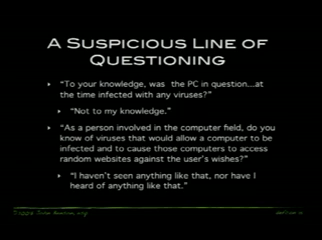 A SUSPICIOUS LINE OF
QUESTIONING
"To your knowledge, was the PC in question...at
the time infected with any viruses?"
"Not to my knowledge."
"As a person involved in the computer field, do you
know of viruses that would allow a computer to be
infected and to cause those computers to access
random websites against the user's wishes?"
"I haven't seen anything like that, nor have I
heard of anything like that."